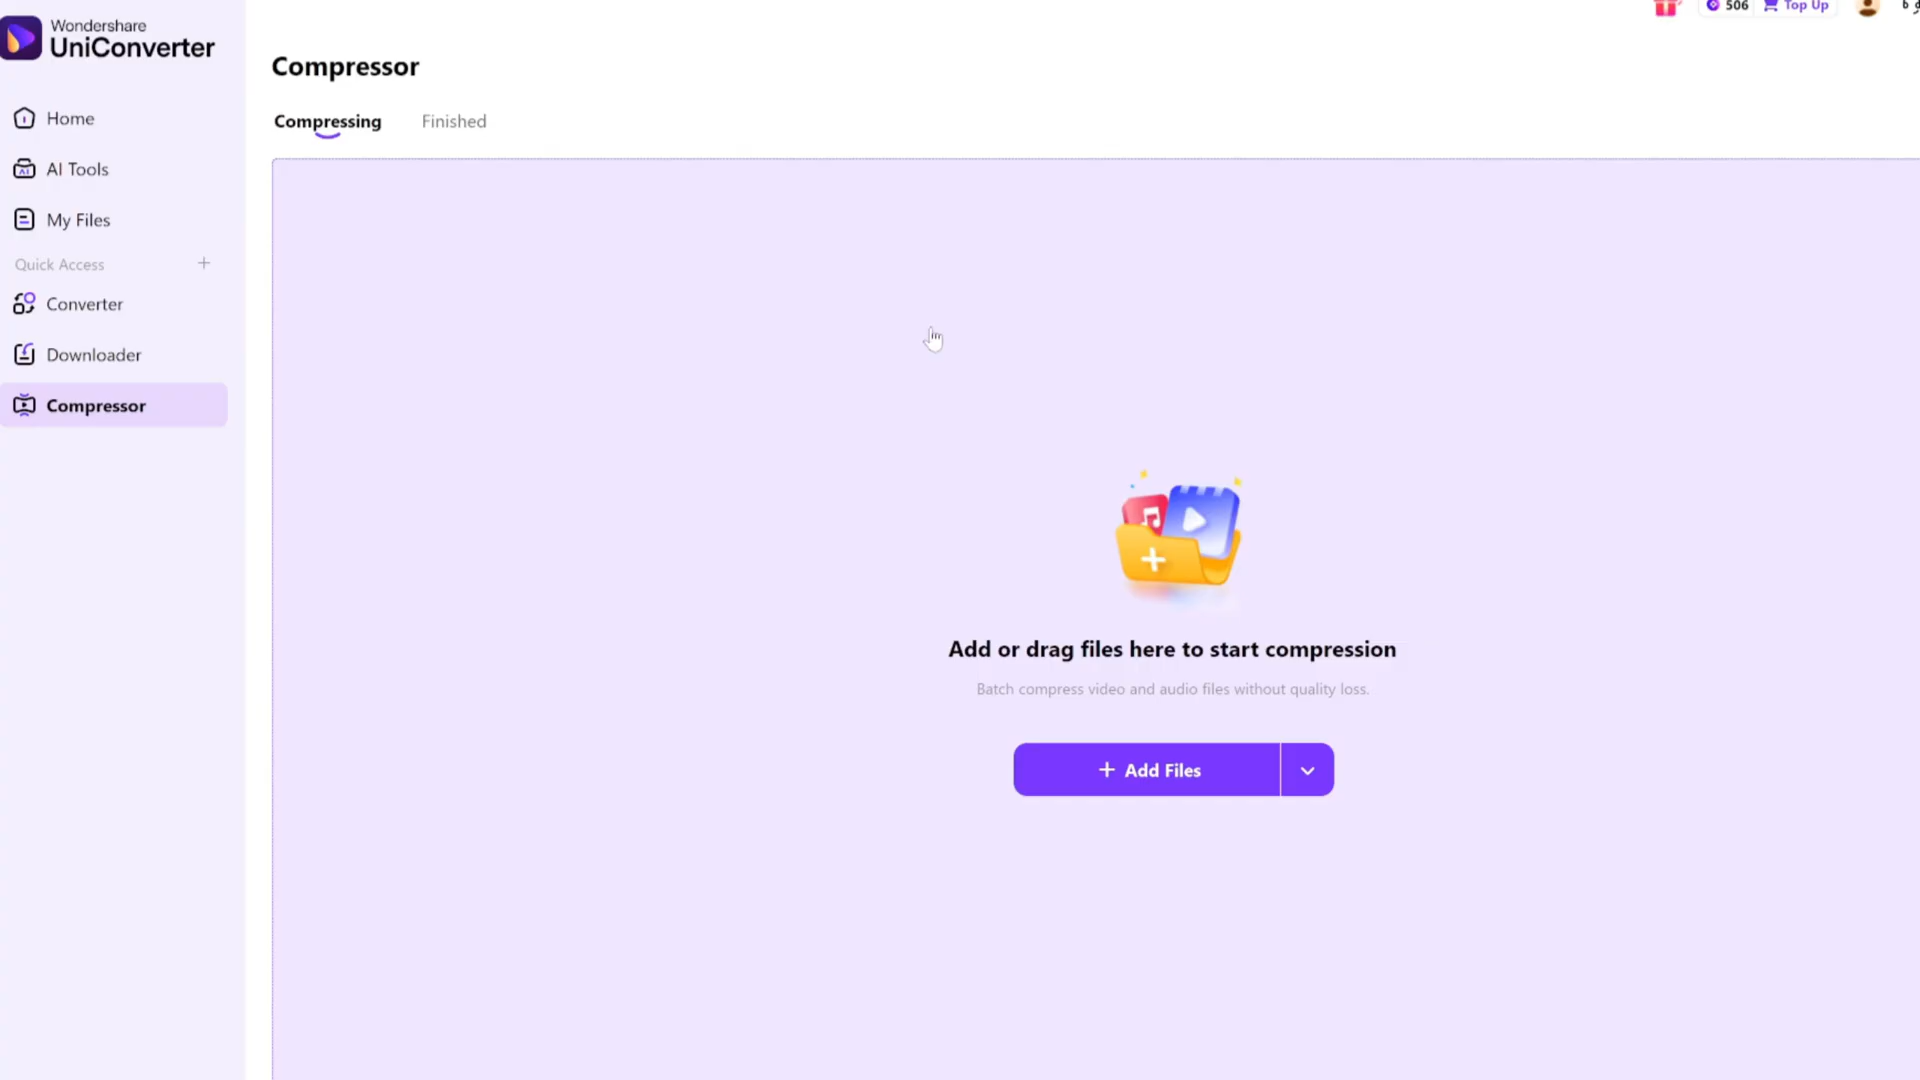 Wondershare
UniConverter
506
Top Up
Compressor
Home
Compressing
Finished
AI Tools
My Files
Quick Access
Converter
Downloader
Compressor
Add or drag files here to start compression
Batch compress video and audio files without quality loss.
+ Add Files